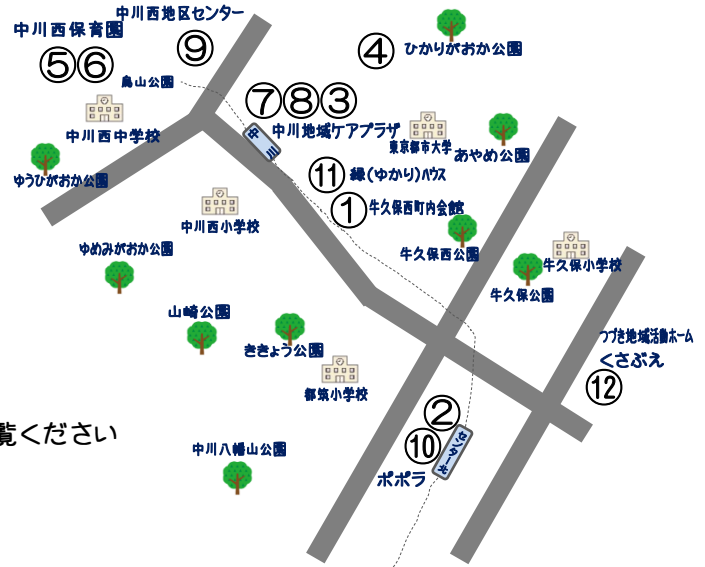 中川西地区センター
中川西保育園
⑨
④
ひかりがおか公園
⑤⑥
鳥山公園
⑦⑧③
中川西中学校
中川
中川地域ケアプラザ
東京都市大学
あやめ公園
ゆうひがおか公園
⑪
緑(ゆかり)ハウス
①
牛久保西町内会館
中川西小学校
牛久保西公園
牛久保小学校
ゆめみがおか公園
牛久保公園
山崎公園
ききょう公園
つづき地域活動ホーム
くさぶえ
都筑小学校
⑫
②
覧ください
⑩
センター北
中川八幡山公園
ポポラ